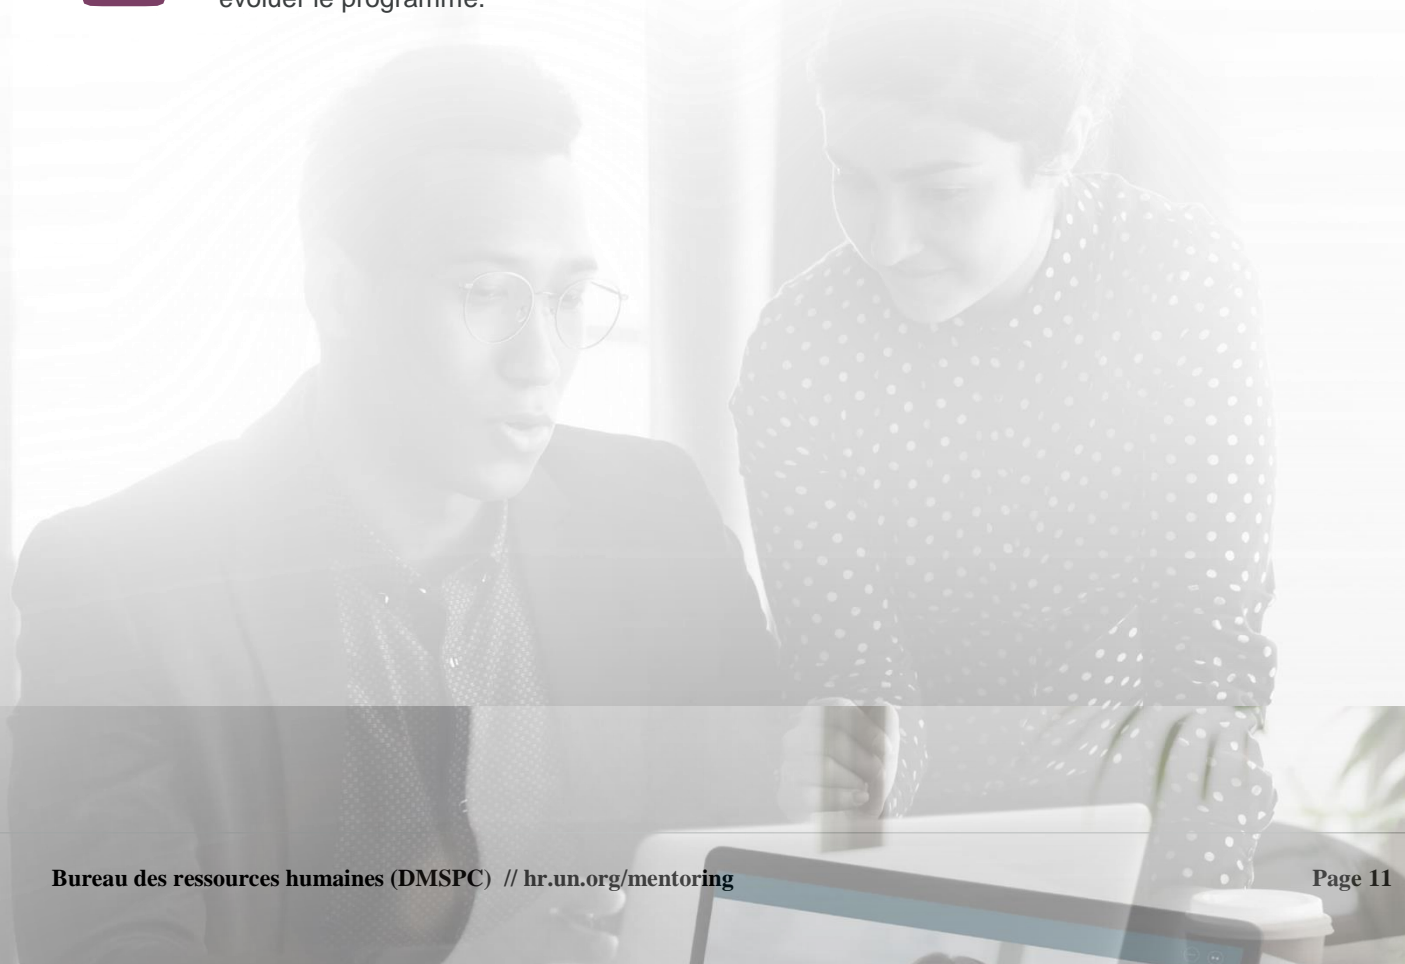 évoluer le programme.
Bureau des ressources humaines (DMSPC) // hr.un.org/mentoring Page 11